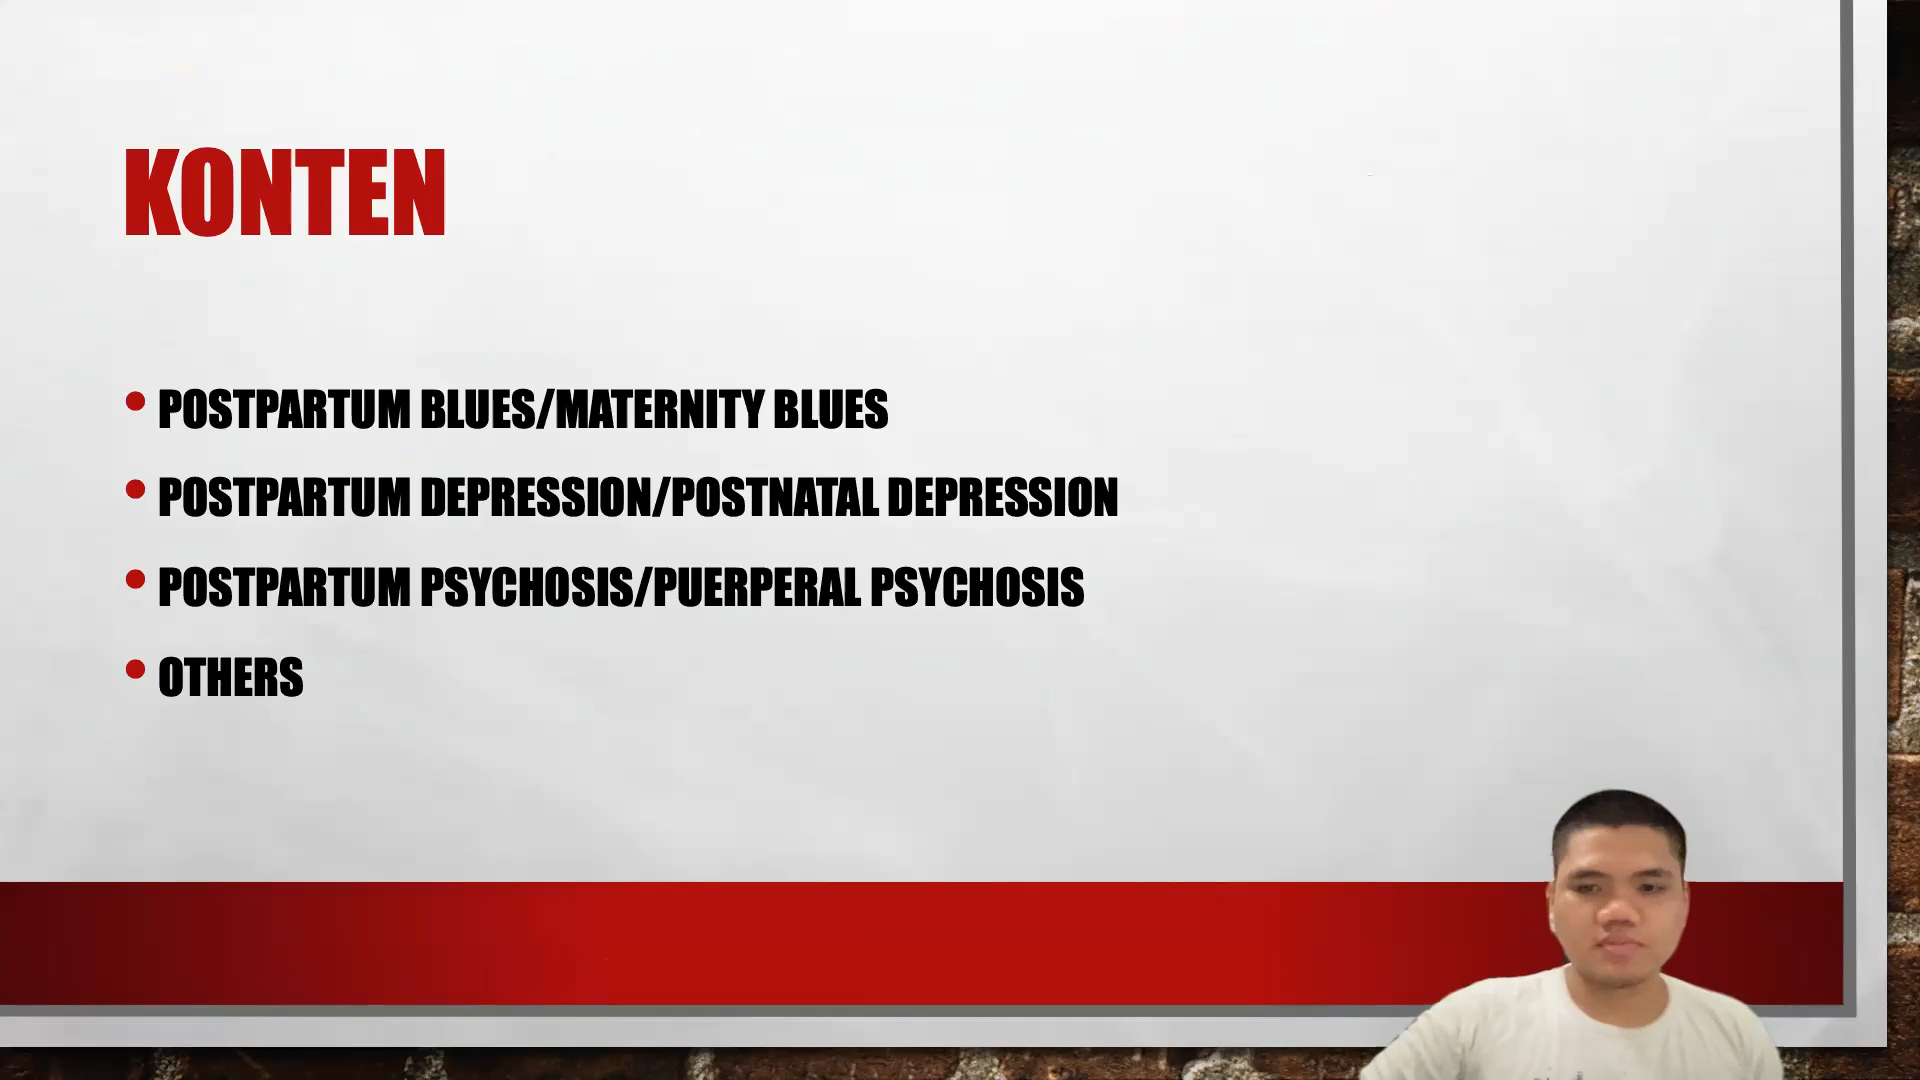 KONTEN
POSTPARTUM BLUES/MATERNITY BLUES
POSTPARTUM DEPRESSION/POSTNATAL DEPRESSION
POSTPARTUM PSYCHOSIS/PUERPERAL PSYCHOSIS
OTHERS